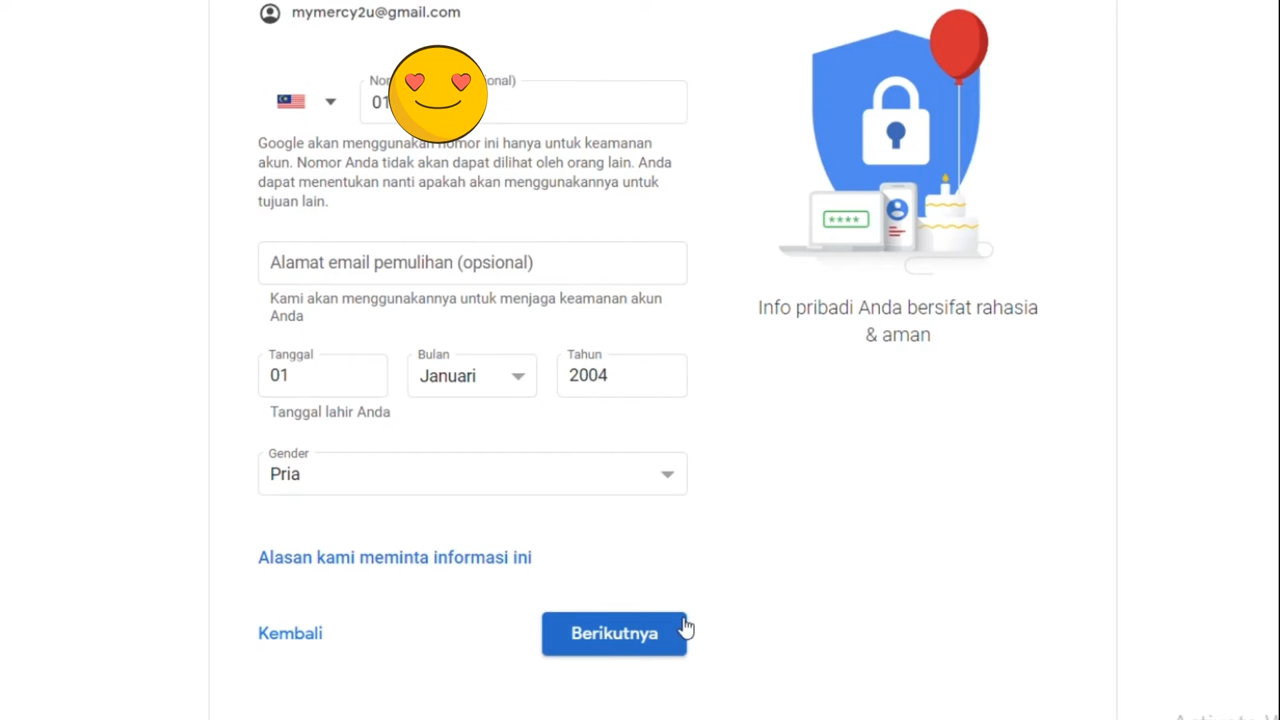 mymercy2u@gmail.com
01
Google akan menggunakan nomor ini hanya untuk keamanan
akun. Nomor Anda tidak akan dapat dilihat oleh orang lain. Anda
dapat menentukan nanti apakah akan menggunakannya untuk
tujuan lain.
Alamat email pemulihan (opsional)
Kami akan menggunakannya untuk menjaga keamanan akun
Anda
Tanggal Bulan Tahun
01 Januari 2004
Tanggal lahir Anda
Gender
Pria
Alasan kami meminta informasi ini
Kembali Berikutnya
****
Info pribadi Anda bersifat rahasia
& aman